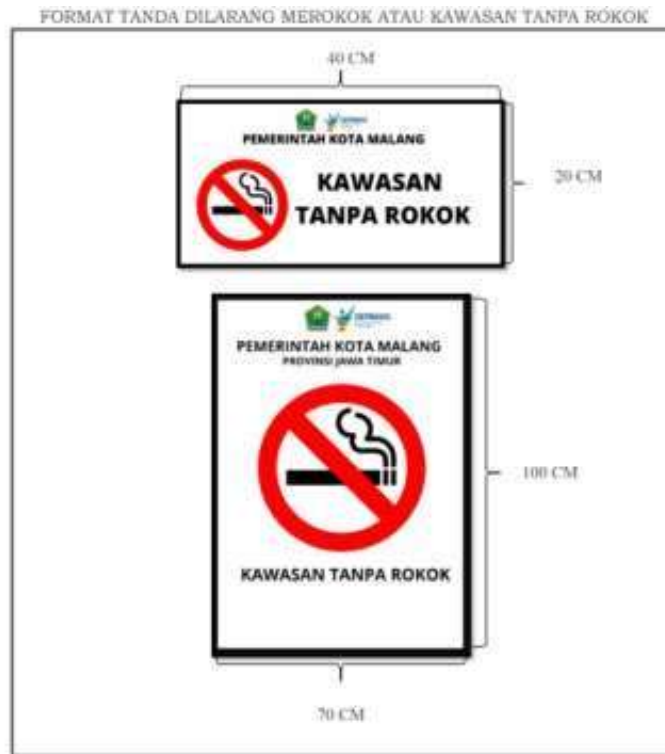 FORMAT TANDA DILARANG MEROKOK ATAU KAWASAN TANPA ROKOK
40 CM
PEMERINTAH KOTA MALANG
KAWASAN
TANPA ROKOK
20 CM
PEMERINTAH KOTA MALANG
PROVINSI JAWA TIMUR
100 CM
KAWASAN TANPA ROKOK
70 CM